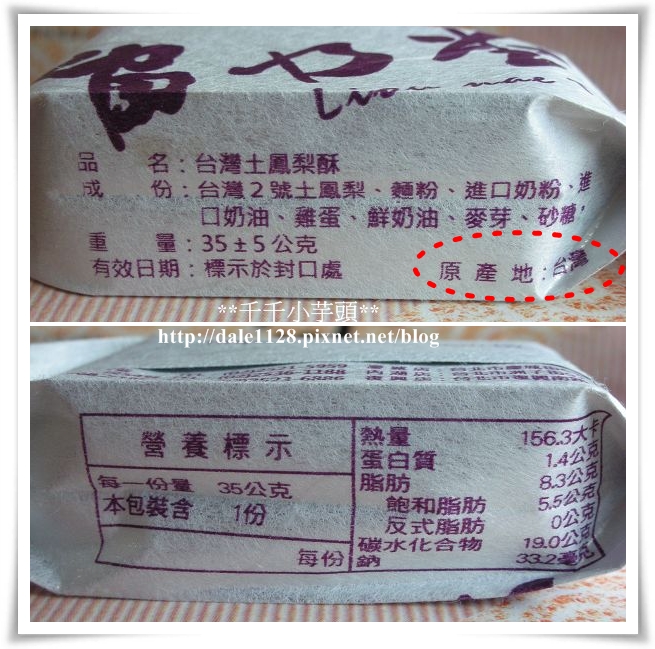 品 名：台灣土鳳梨酥
成 份：台灣2號土鳳梨、麵粉、進口奶粉、進
口奶油、雞蛋、鮮奶油、麥芽、砂糖，
重 量：35±5公克
有效日期：標示於封口處
原產地：台灣
**千千小芋頭**
http://dale1128.pixnet.net/blog
營養標示
每一份量 35公克
本包裝含 1份
每份
熱量 156.3大卡
蛋白質 1.4公克
脂肪 8.3公克
飽和脂肪 5.5公克
反式脂肪 0公克
碳水化合物 19.0公克
鈉 33.2毫克